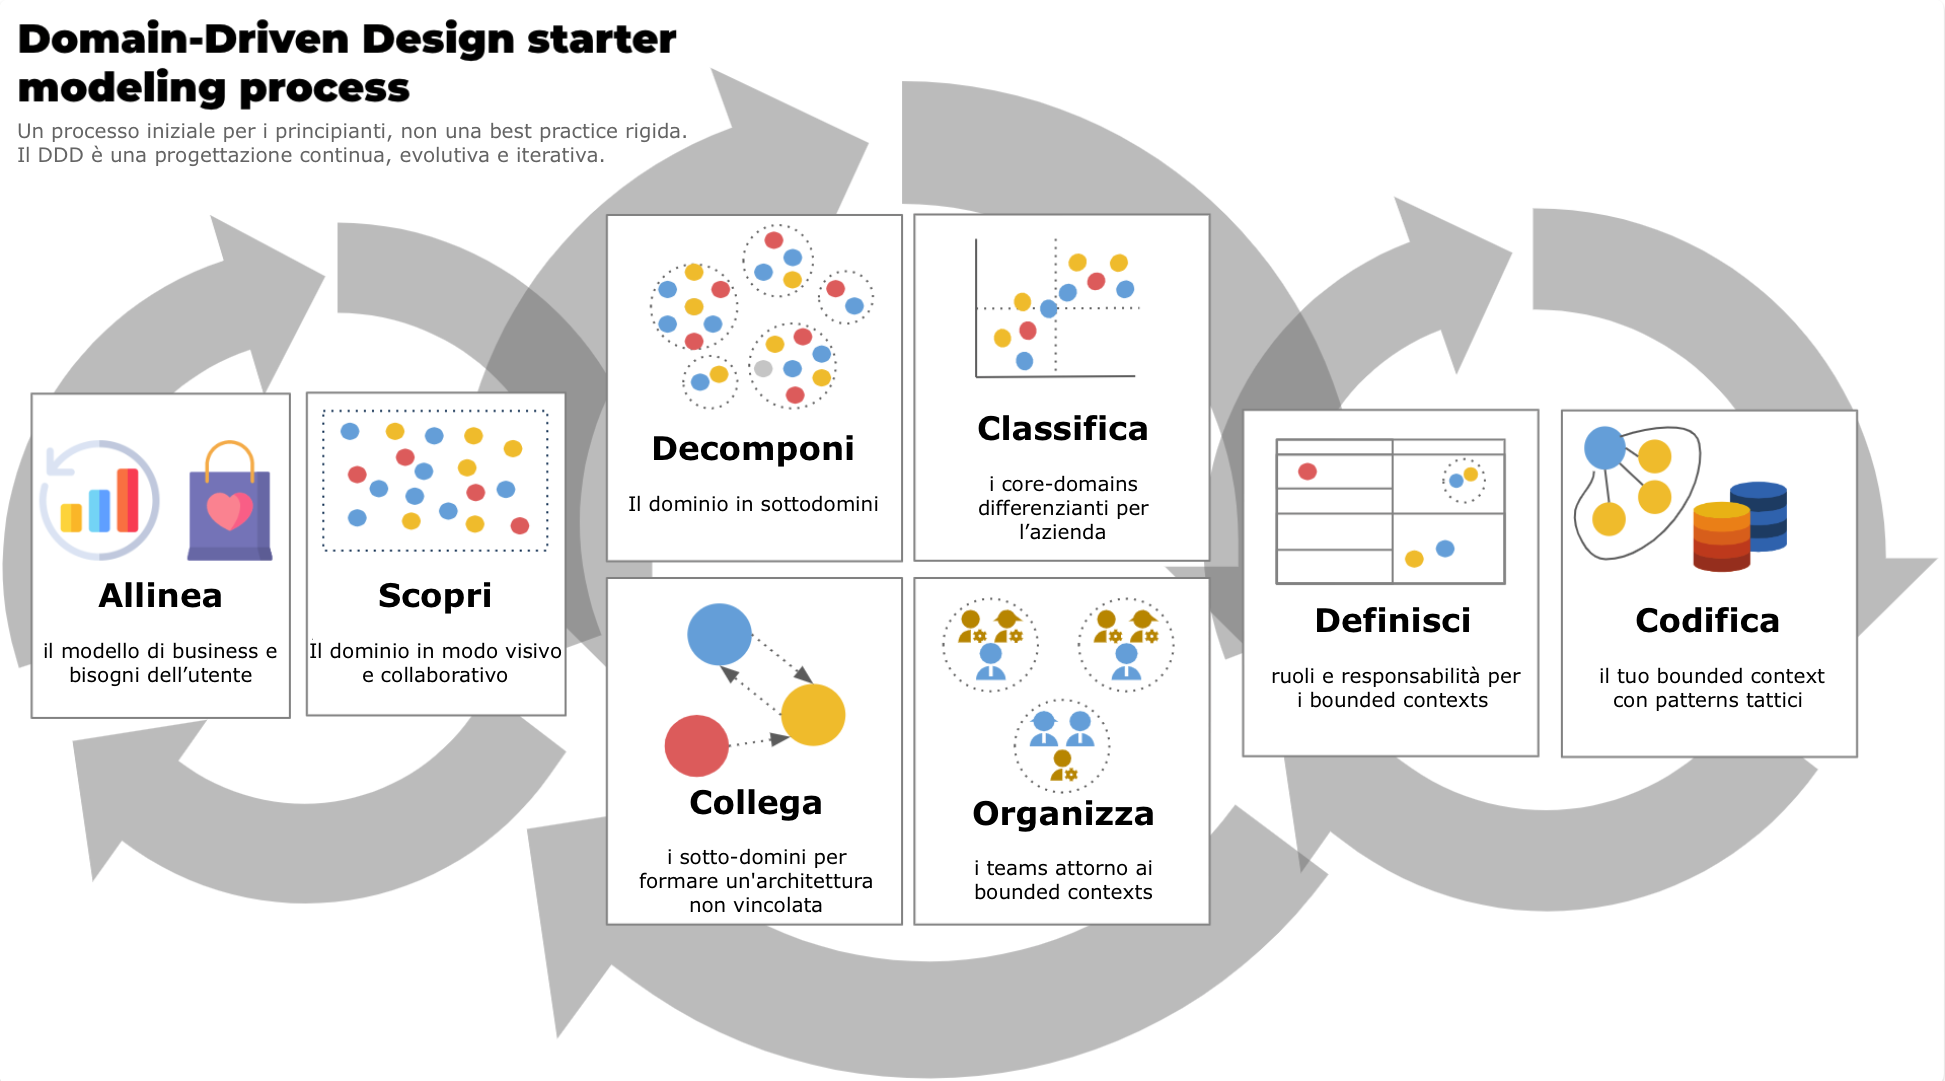 Domain-Driven Design starter
modeling process
Un processo iniziale per i principianti, non una best practice rigida.
Il DDD è una progettazione continua, evolutiva e iterativa.
Allinea
il modello di business e
bisogni dell’utente
Scopri
Il dominio in modo visivo
e collaborativo
Decomponi
Il dominio in sottodomini
Classifica
i core-domains
differenzianti per
l’azienda
Collega
i sotto-domini per
formare un'architettura
non vincolata
Organizza
i teams attorno ai
bounded contexts
Definisci
ruoli e responsabilità per
i bounded contexts
Codifica
il tuo bounded context
con patterns tattici